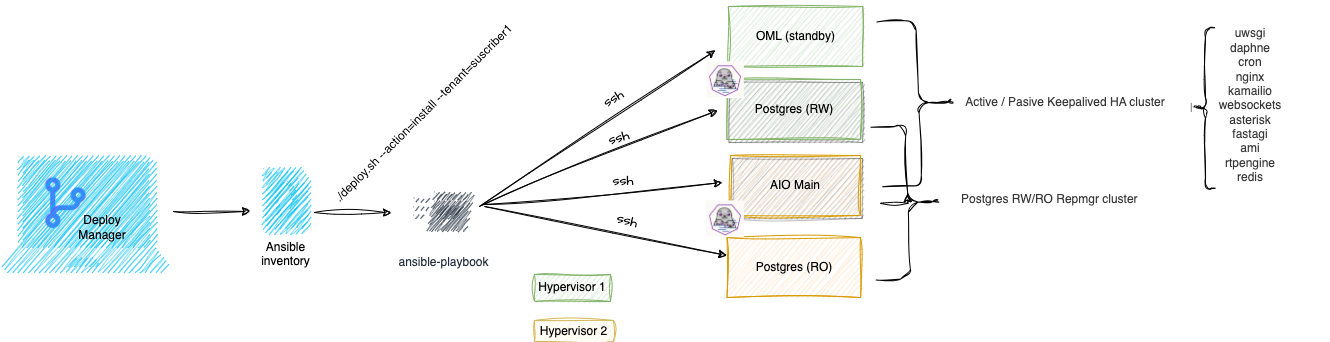 Deploy
Manager
Ansible
inventory
./deploy.sh --action=install --tenant=suscriber1
ansible-playbook
ssh
ssh
ssh
ssh
Hypervisor 1
Hypervisor 2
OML (standby)
Postgres (RW)
AIO Main
Postgres (RO)
Active / Pasive Keepalived HA cluster
Postgres RW/RO Repmgr cluster
uwsgi
daphne
cron
nginx
kamailio
websockets
asterisk
fastagi
ami
rtpengine
redis